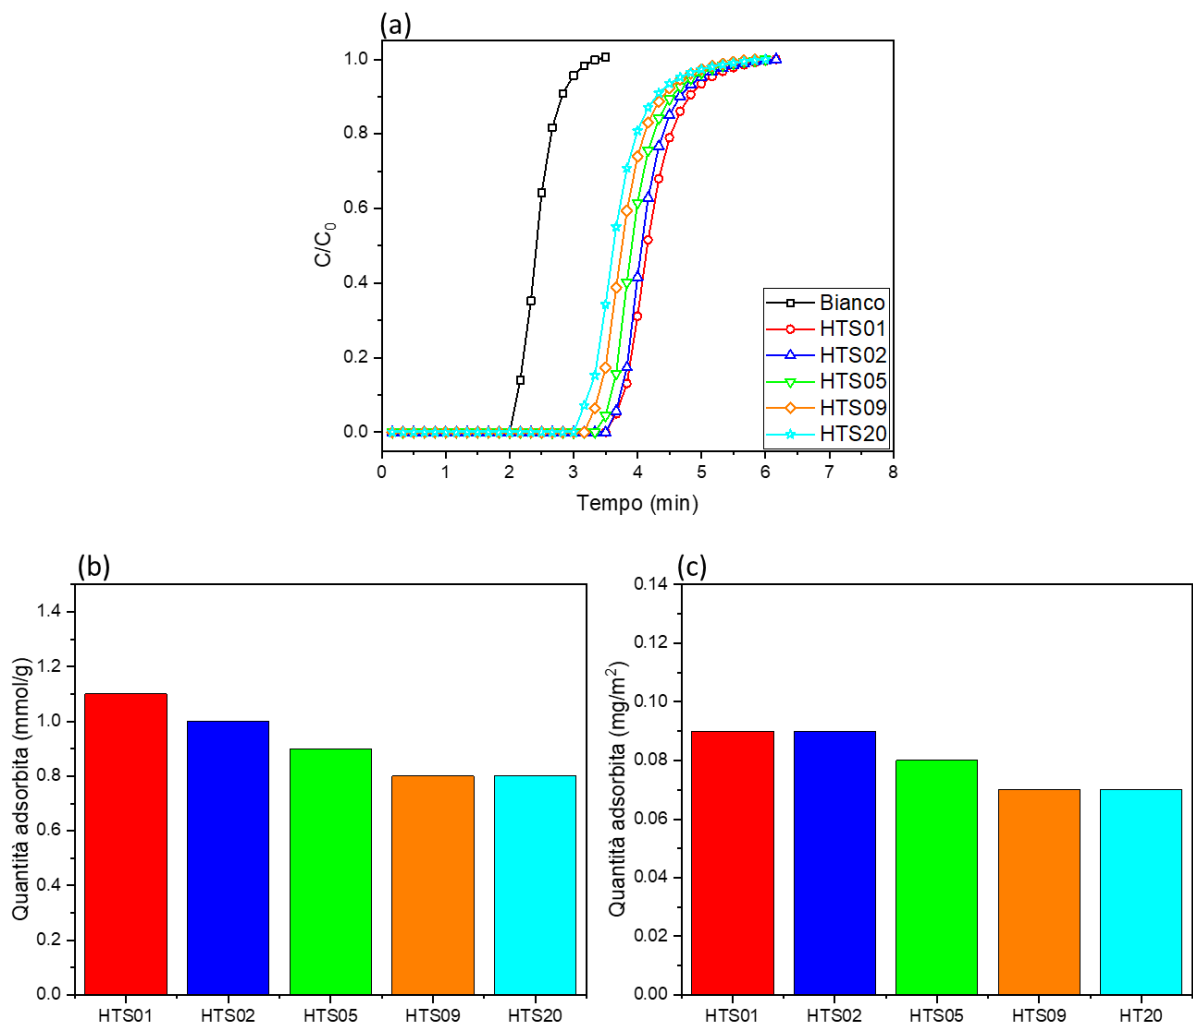 (a)
1.0
0.8
0.6
0.4
0.2
0.0
C/C0
Bianco
HTS01
HTS02
HTS05
HTS09
HTS20
0 1 2 3 4 5 6 7 8
Tempo (min)
(b)
1.4
1.2
1.0
0.8
0.6
0.4
0.2
0.0
Quantità adsorbita (mmol/g)
HTS01 HTS02 HTS05 HTS09 HTS20
(c)
0.14
0.12
0.10
0.08
0.06
0.04
0.02
0.00
Quantità adsorbita (mg/m²)
HTS01 HTS02 HTS05 HTS09 HT20